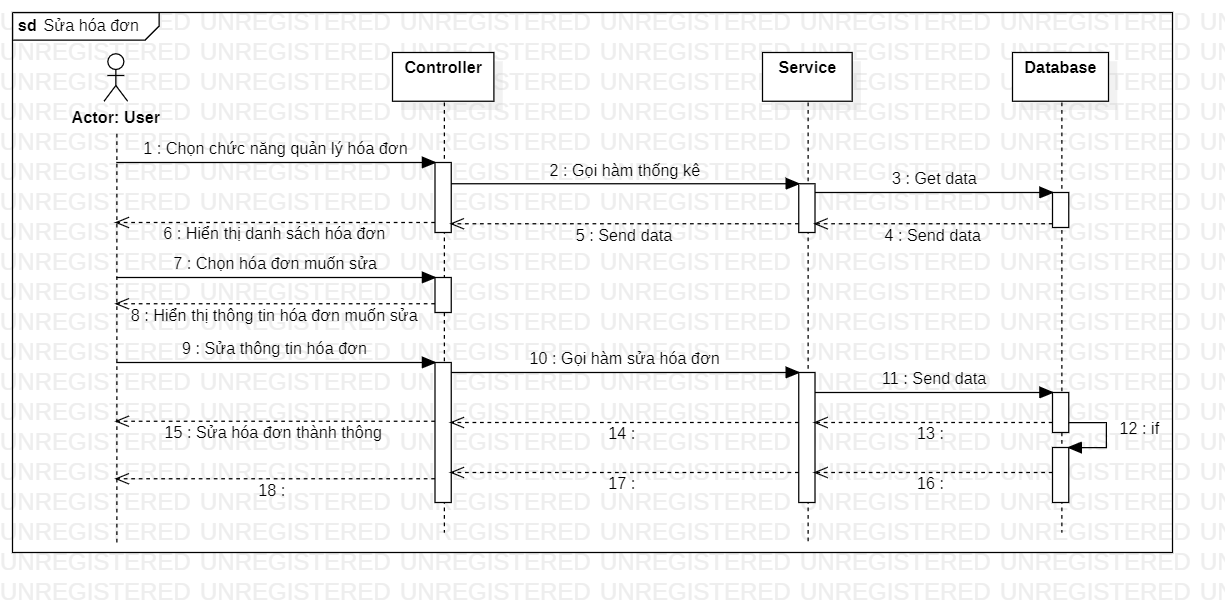 sd Sửa hóa đơn
Controller
Service
Database
Actor: User
1 : Chọn chức năng quản lý hóa đơn
2 : Gọi hàm thống kê
3 : Get data
6 : Hiển thị danh sách hóa đơn
5 : Send data
4 : Send data
7 : Chọn hóa đơn muốn sửa
8 : Hiển thị thông tin hóa đơn muốn sửa
9 : Sửa thông tin hóa đơn
10 : Gọi hàm sửa hóa đơn
11 : Send data
12 : if
15 : Sửa hóa đơn thành thông
14 :
13 :
18 :
17 :
16 :
UNREGISTERED